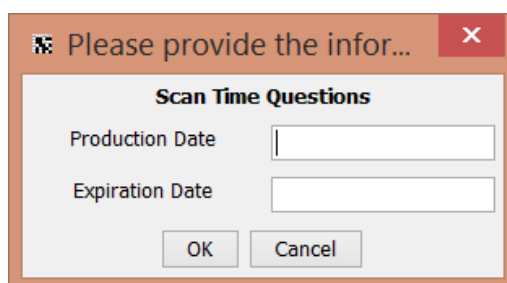 Please provide the infor...
Scan Time Questions
Production Date
Expiration Date
OK Cancel